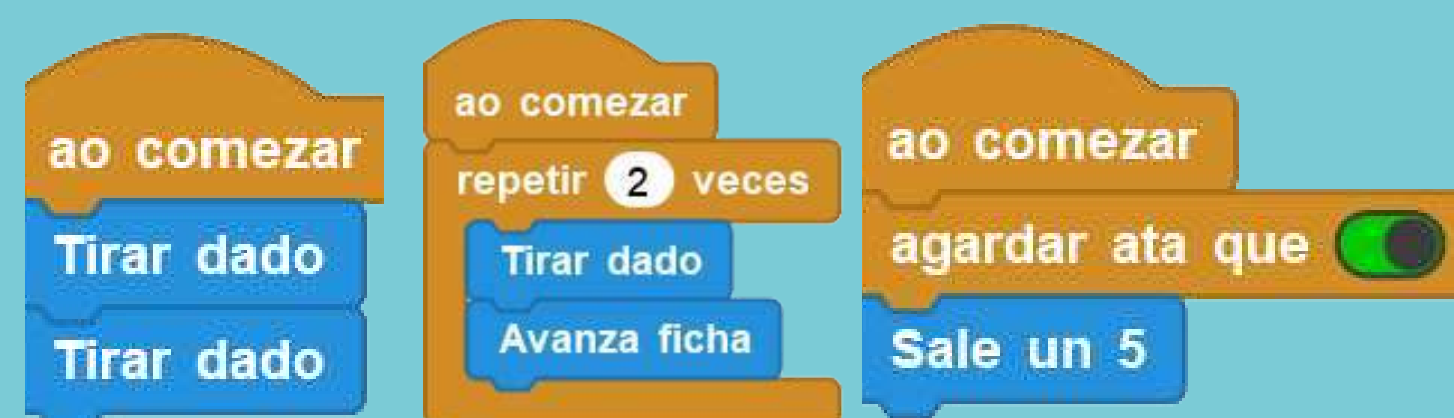 ao comezar
Tirar dado
Tirar dado
ao comezar
repetir 2 veces
Tirar dado
Avanza ficha
ao comezar
agardar ata que
Sale un 5